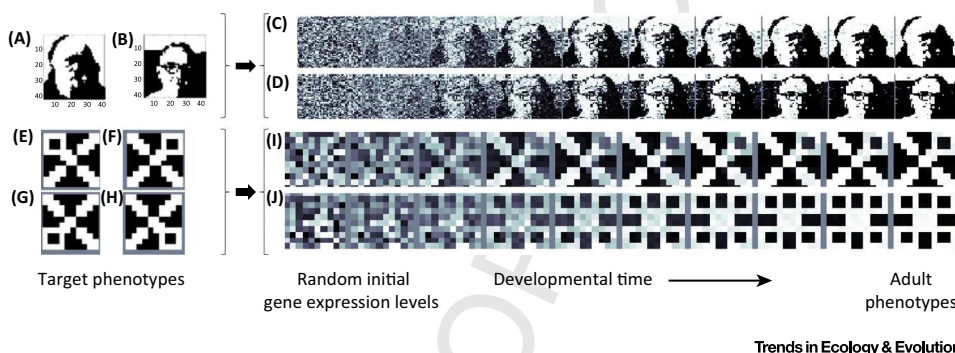 (A)
(B)
(C)
(D)
10
20
30
40
10 20 30 40
10
20
30
40
10 20 30 40
(E)
(F)
(G)
(H)
(I)
(J)
Target phenotypes
Random initial
gene expression levels
Developmental time
Adult
phenotypes
Trends in Ecology & Evolution